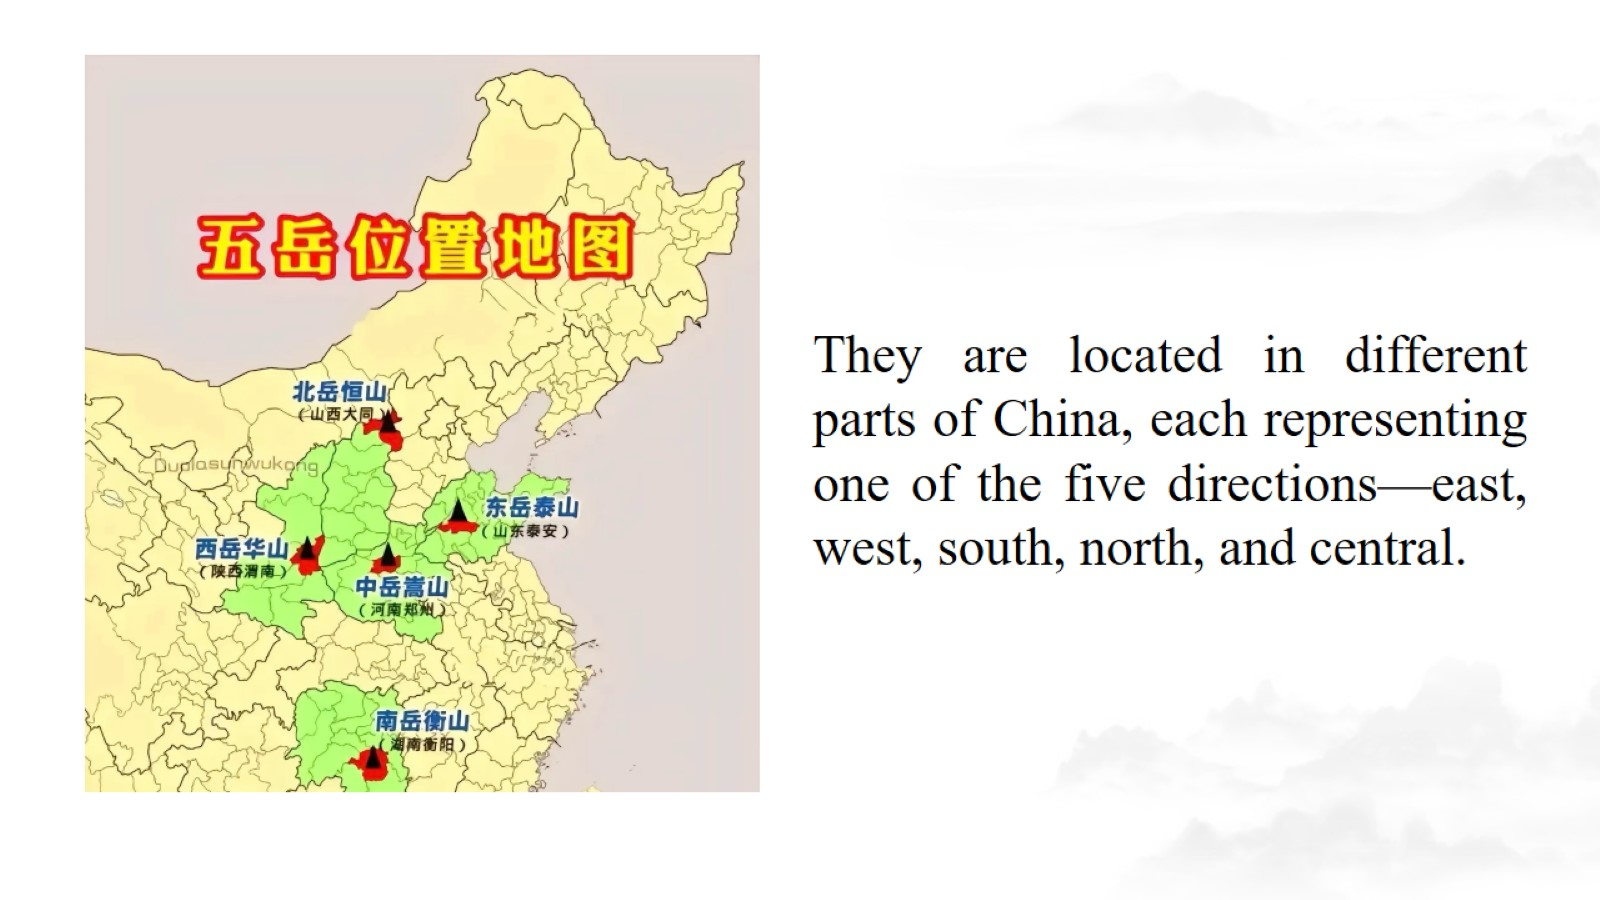 五岳位置地图
北岳恒山
（山西大同）
Duplasunwukong
东岳泰山
（山东泰安）
西岳华山
（陕西渭南）
中岳嵩山
（河南郑州）
南岳衡山
（湖南衡阳）
They are located in different
parts of China, each representing
one of the five directions—east,
west, south, north, and central.